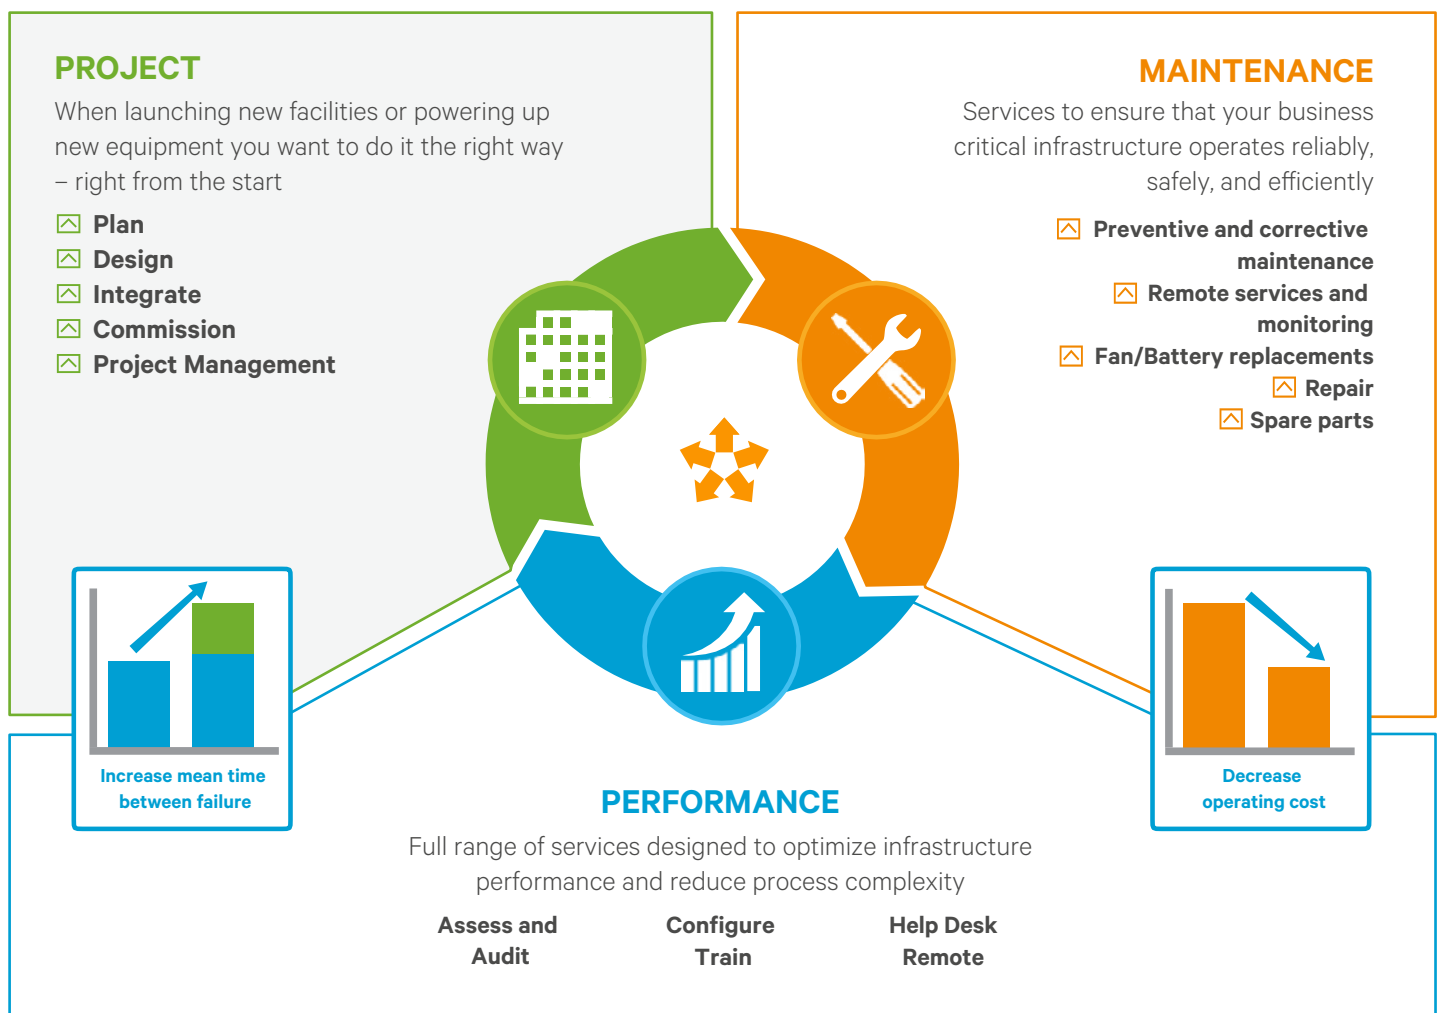 PROJECT
When launching new facilities or powering up
new equipment you want to do it the right way
– right from the start
Plan
Design
Integrate
Commission
Project Management
MAINTENANCE
Services to ensure that your business
critical infrastructure operates reliably,
safely, and efficiently
Preventive and corrective
maintenance
Remote services and
monitoring
Fan/Battery replacements
Repair
Spare parts
Increase mean time
between failure
Decrease
operating cost
PERFORMANCE
Full range of services designed to optimize infrastructure
performance and reduce process complexity
Assess and
Audit
Configure
Train
Help Desk
Remote